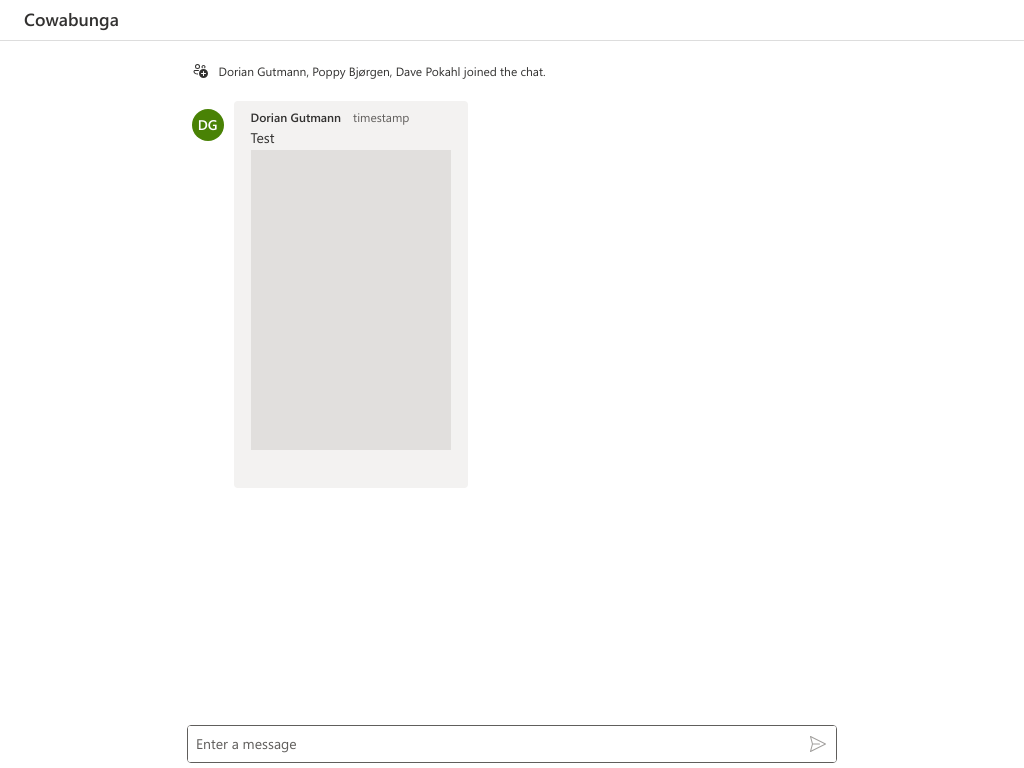 Cowabunga
Dorian Gutmann, Poppy Bjørgen, Dave Pokahl joined the chat.
DG
Dorian Gutmann timestamp
Test
Enter a message